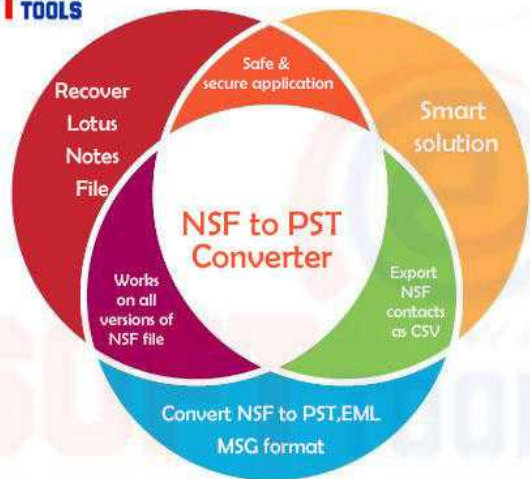 TOOLS
Safe &
secure application
Recover
Lotus
Notes
File
Smart
solution
NSF to PST
Converter
Works
on all
versions of
NSF file
Export
NSF
contacts
as CSV
Convert NSF to PST,EML
MSG format